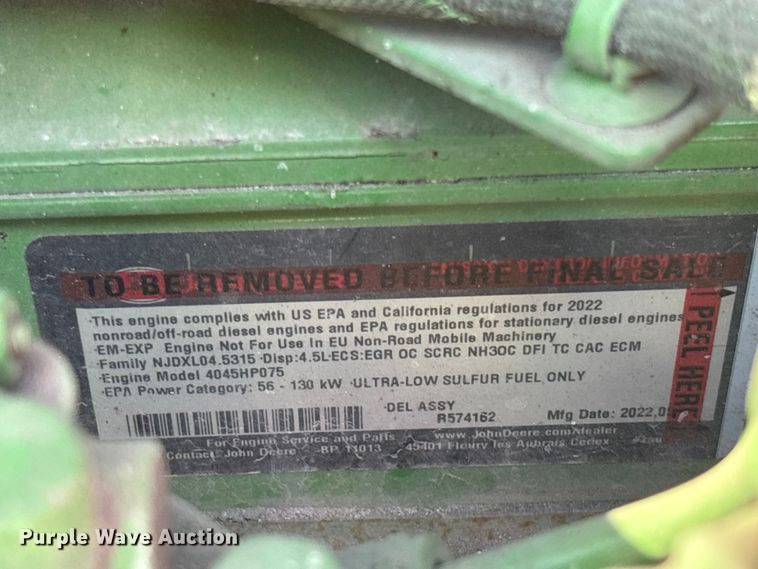 TO BE REMOVED BEFORE FINAL SALE
PEEL HERE
This engine complies with US EPA and California regulations for 2022
nonroad/off-road diesel engines and EPA regulations for stationary diesel engines
·EM-EXP Engine Not For Use In EU Non-Road Mobile Machinery
·Family NJDXL04.5315 ·Disp:4.5L·ECS:EGR OC SCRC NH3OC DFI TC CAC ECM
·Engine Model 4045HP075
·EPA Power Category: 56 - 130 kW ·ULTRA-LOW SULFUR FUEL ONLY
DEL ASSY
R574162 Mfg Date: 2022,0
For Engine Service and Parts www.JohnDeere.com/dealer
Contact John Deere BP 11013 45401 Fleury les Aubrais Cedex
Purple Wave Auction